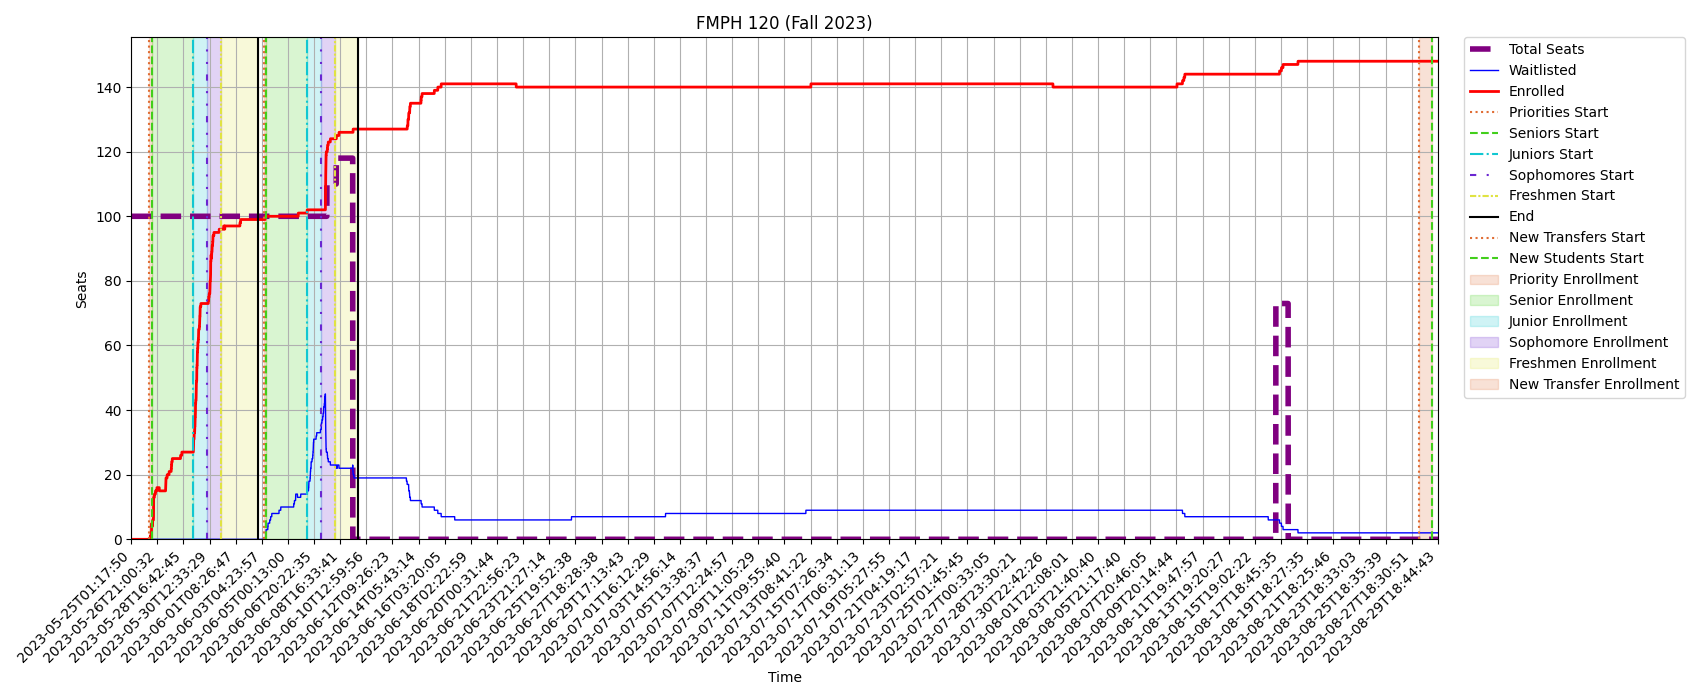 FMPH 120 (Fall 2023)
Seats
0
20
40
60
80
100
120
140
2023-05-25T01:17:50
2023-05-26T21:00:32
2023-05-28T16:42:45
2023-05-30T12:33:29
2023-06-01T08:26:47
2023-06-03T04:23:57
2023-06-05T00:13:00
2023-06-06T20:22:35
2023-06-08T16:33:41
2023-06-10T12:59:56
2023-06-12T09:26:23
2023-06-14T05:43:14
2023-06-16T03:20:05
2023-06-18T02:22:59
2023-06-20T00:31:44
2023-06-21T22:56:23
2023-06-23T21:27:14
2023-06-25T19:52:38
2023-06-27T18:28:38
2023-06-29T17:13:43
2023-07-01T16:12:29
2023-07-03T14:56:14
2023-07-05T13:38:37
2023-07-07T12:24:57
2023-07-09T11:05:29
2023-07-11T09:55:40
2023-07-13T08:41:22
2023-07-15T07:26:34
2023-07-17T06:31:13
2023-07-19T05:27:55
2023-07-21T04:19:17
2023-07-23T02:57:21
2023-07-25T01:45:45
2023-07-27T00:33:05
2023-07-28T23:30:21
2023-07-30T22:42:26
2023-08-01T22:08:01
2023-08-03T21:40:40
2023-08-05T21:17:40
2023-08-07T20:46:05
2023-08-09T20:14:44
2023-08-11T19:47:57
2023-08-13T19:20:27
2023-08-15T19:02:22
2023-08-17T18:45:35
2023-08-19T18:27:35
2023-08-21T18:25:46
2023-08-23T18:33:03
2023-08-25T18:35:39
2023-08-27T18:30:51
2023-08-29T18:44:43
Time
Total Seats
Waitlisted
Enrolled
Priorities Start
Seniors Start
Juniors Start
Sophomores Start
Freshmen Start
End
New Transfers Start
New Students Start
Priority Enrollment
Senior Enrollment
Junior Enrollment
Sophomore Enrollment
Freshmen Enrollment
New Transfer Enrollment